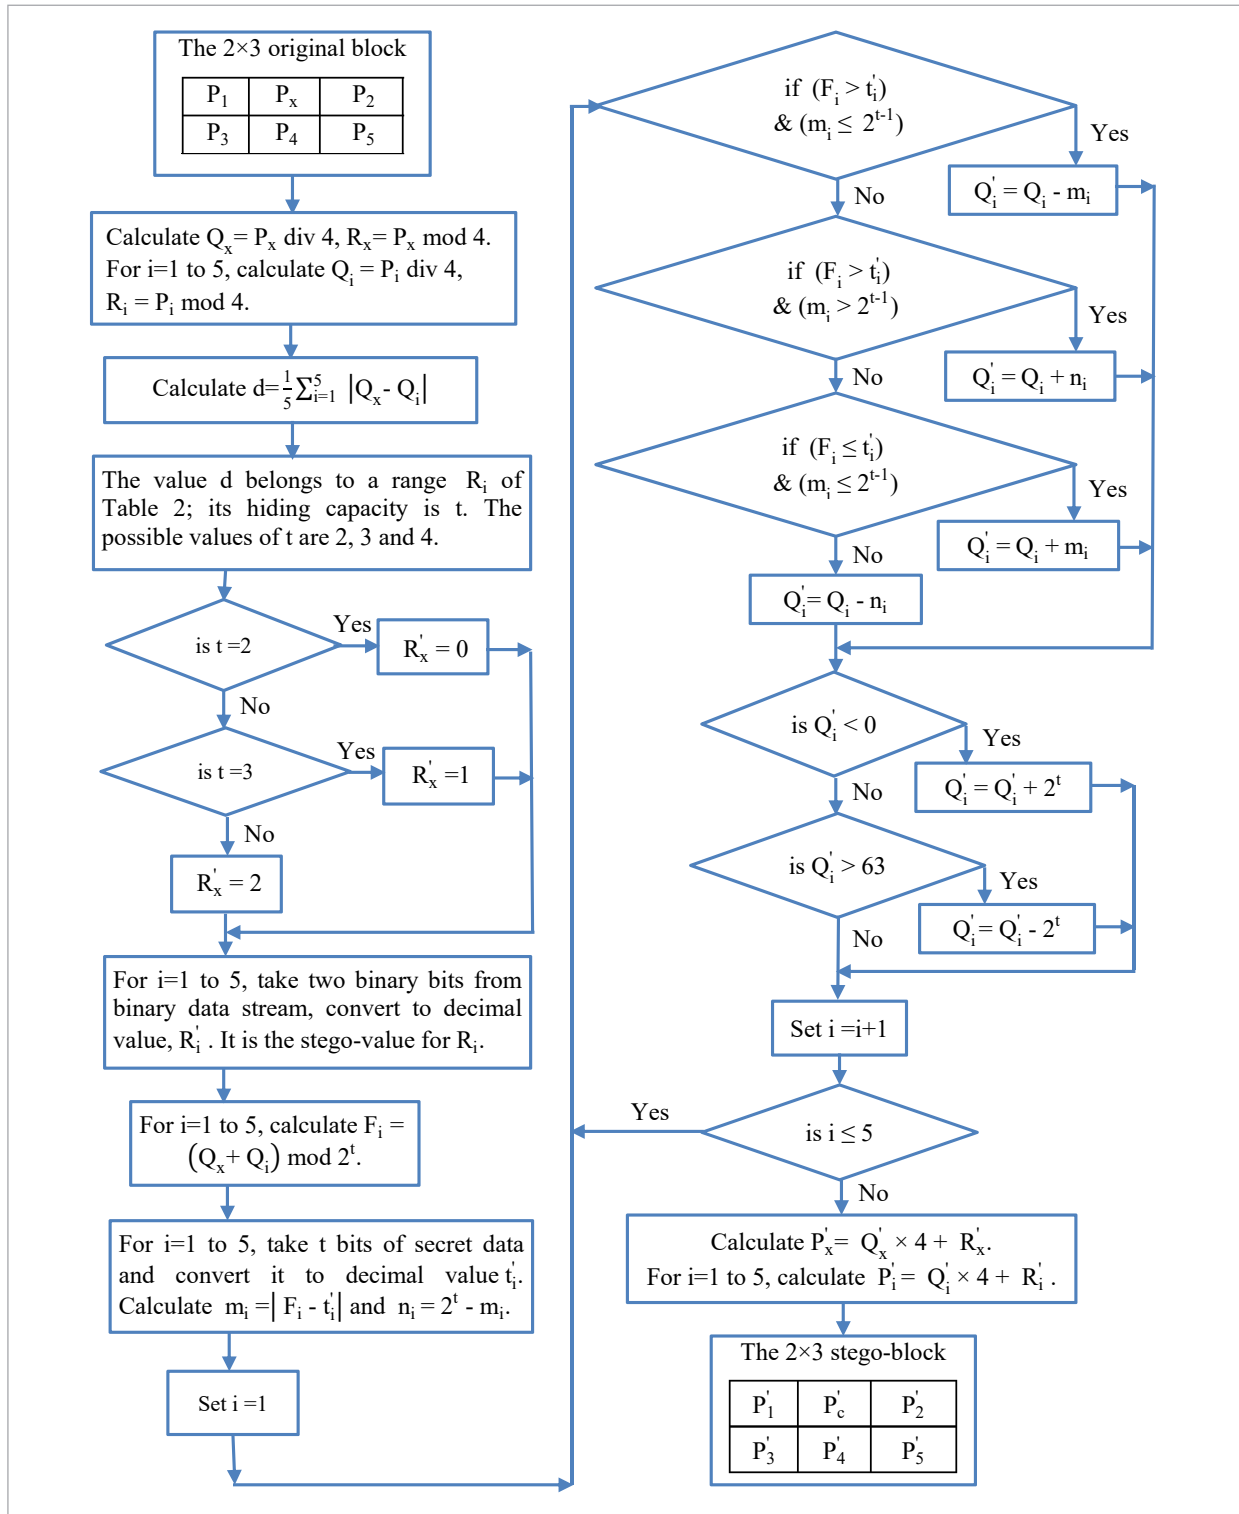 The 2×3 original block
P₁ Pₓ P₂
P₃ P₄ P₅
Calculate Qₓ= Pₓ div 4, Rₓ= Pₓ mod 4.
For i=1 to 5, calculate Qᵢ = Pᵢ div 4,
Rᵢ = Pᵢ mod 4.
Calculate d=1/5 ∑⁵ᵢ₌₁ |Qₓ- Qᵢ|
The value d belongs to a range Rᵢ of
Table 2; its hiding capacity is t. The
possible values of t are 2, 3 and 4.
is t =2
Yes
R'ₓ = 0
No
is t =3
Yes
R'ₓ =1
No
R'ₓ = 2
For i=1 to 5, take two binary bits from
binary data stream, convert to decimal
value, R'ᵢ . It is the stego-value for Rᵢ.
For i=1 to 5, calculate Fᵢ =
(Qₓ+ Qᵢ) mod 2ᵗ.
For i=1 to 5, take t bits of secret data
and convert it to decimal value t'ᵢ.
Calculate mᵢ =| Fᵢ - t'ᵢ| and nᵢ = 2ᵗ - mᵢ.
Set i =1
if (Fᵢ > t'ᵢ)
& (mᵢ ≤ 2ᵗ⁻¹)
Yes
Q'ᵢ = Qᵢ - mᵢ
No
if (Fᵢ > t'ᵢ)
& (mᵢ > 2ᵗ⁻¹)
Yes
Q'ᵢ = Qᵢ + nᵢ
No
if (Fᵢ ≤ t'ᵢ)
& (mᵢ ≤ 2ᵗ⁻¹)
Yes
Q'ᵢ = Qᵢ + mᵢ
No
Q'ᵢ= Qᵢ - nᵢ
is Q'ᵢ < 0
Yes
Q'ᵢ = Q'ᵢ + 2ᵗ
No
is Q'ᵢ > 63
Yes
Q'ᵢ= Q'ᵢ - 2ᵗ
No
Set i =i+1
is i ≤ 5
Yes
No
Calculate P'ₓ= Q'ₓ × 4 + R'ₓ.
For i=1 to 5, calculate P'ᵢ= Q'ᵢ × 4 + R'ᵢ .
The 2×3 stego-block
P'₁ P'c P'₂
P'₃ P'₄ P'₅